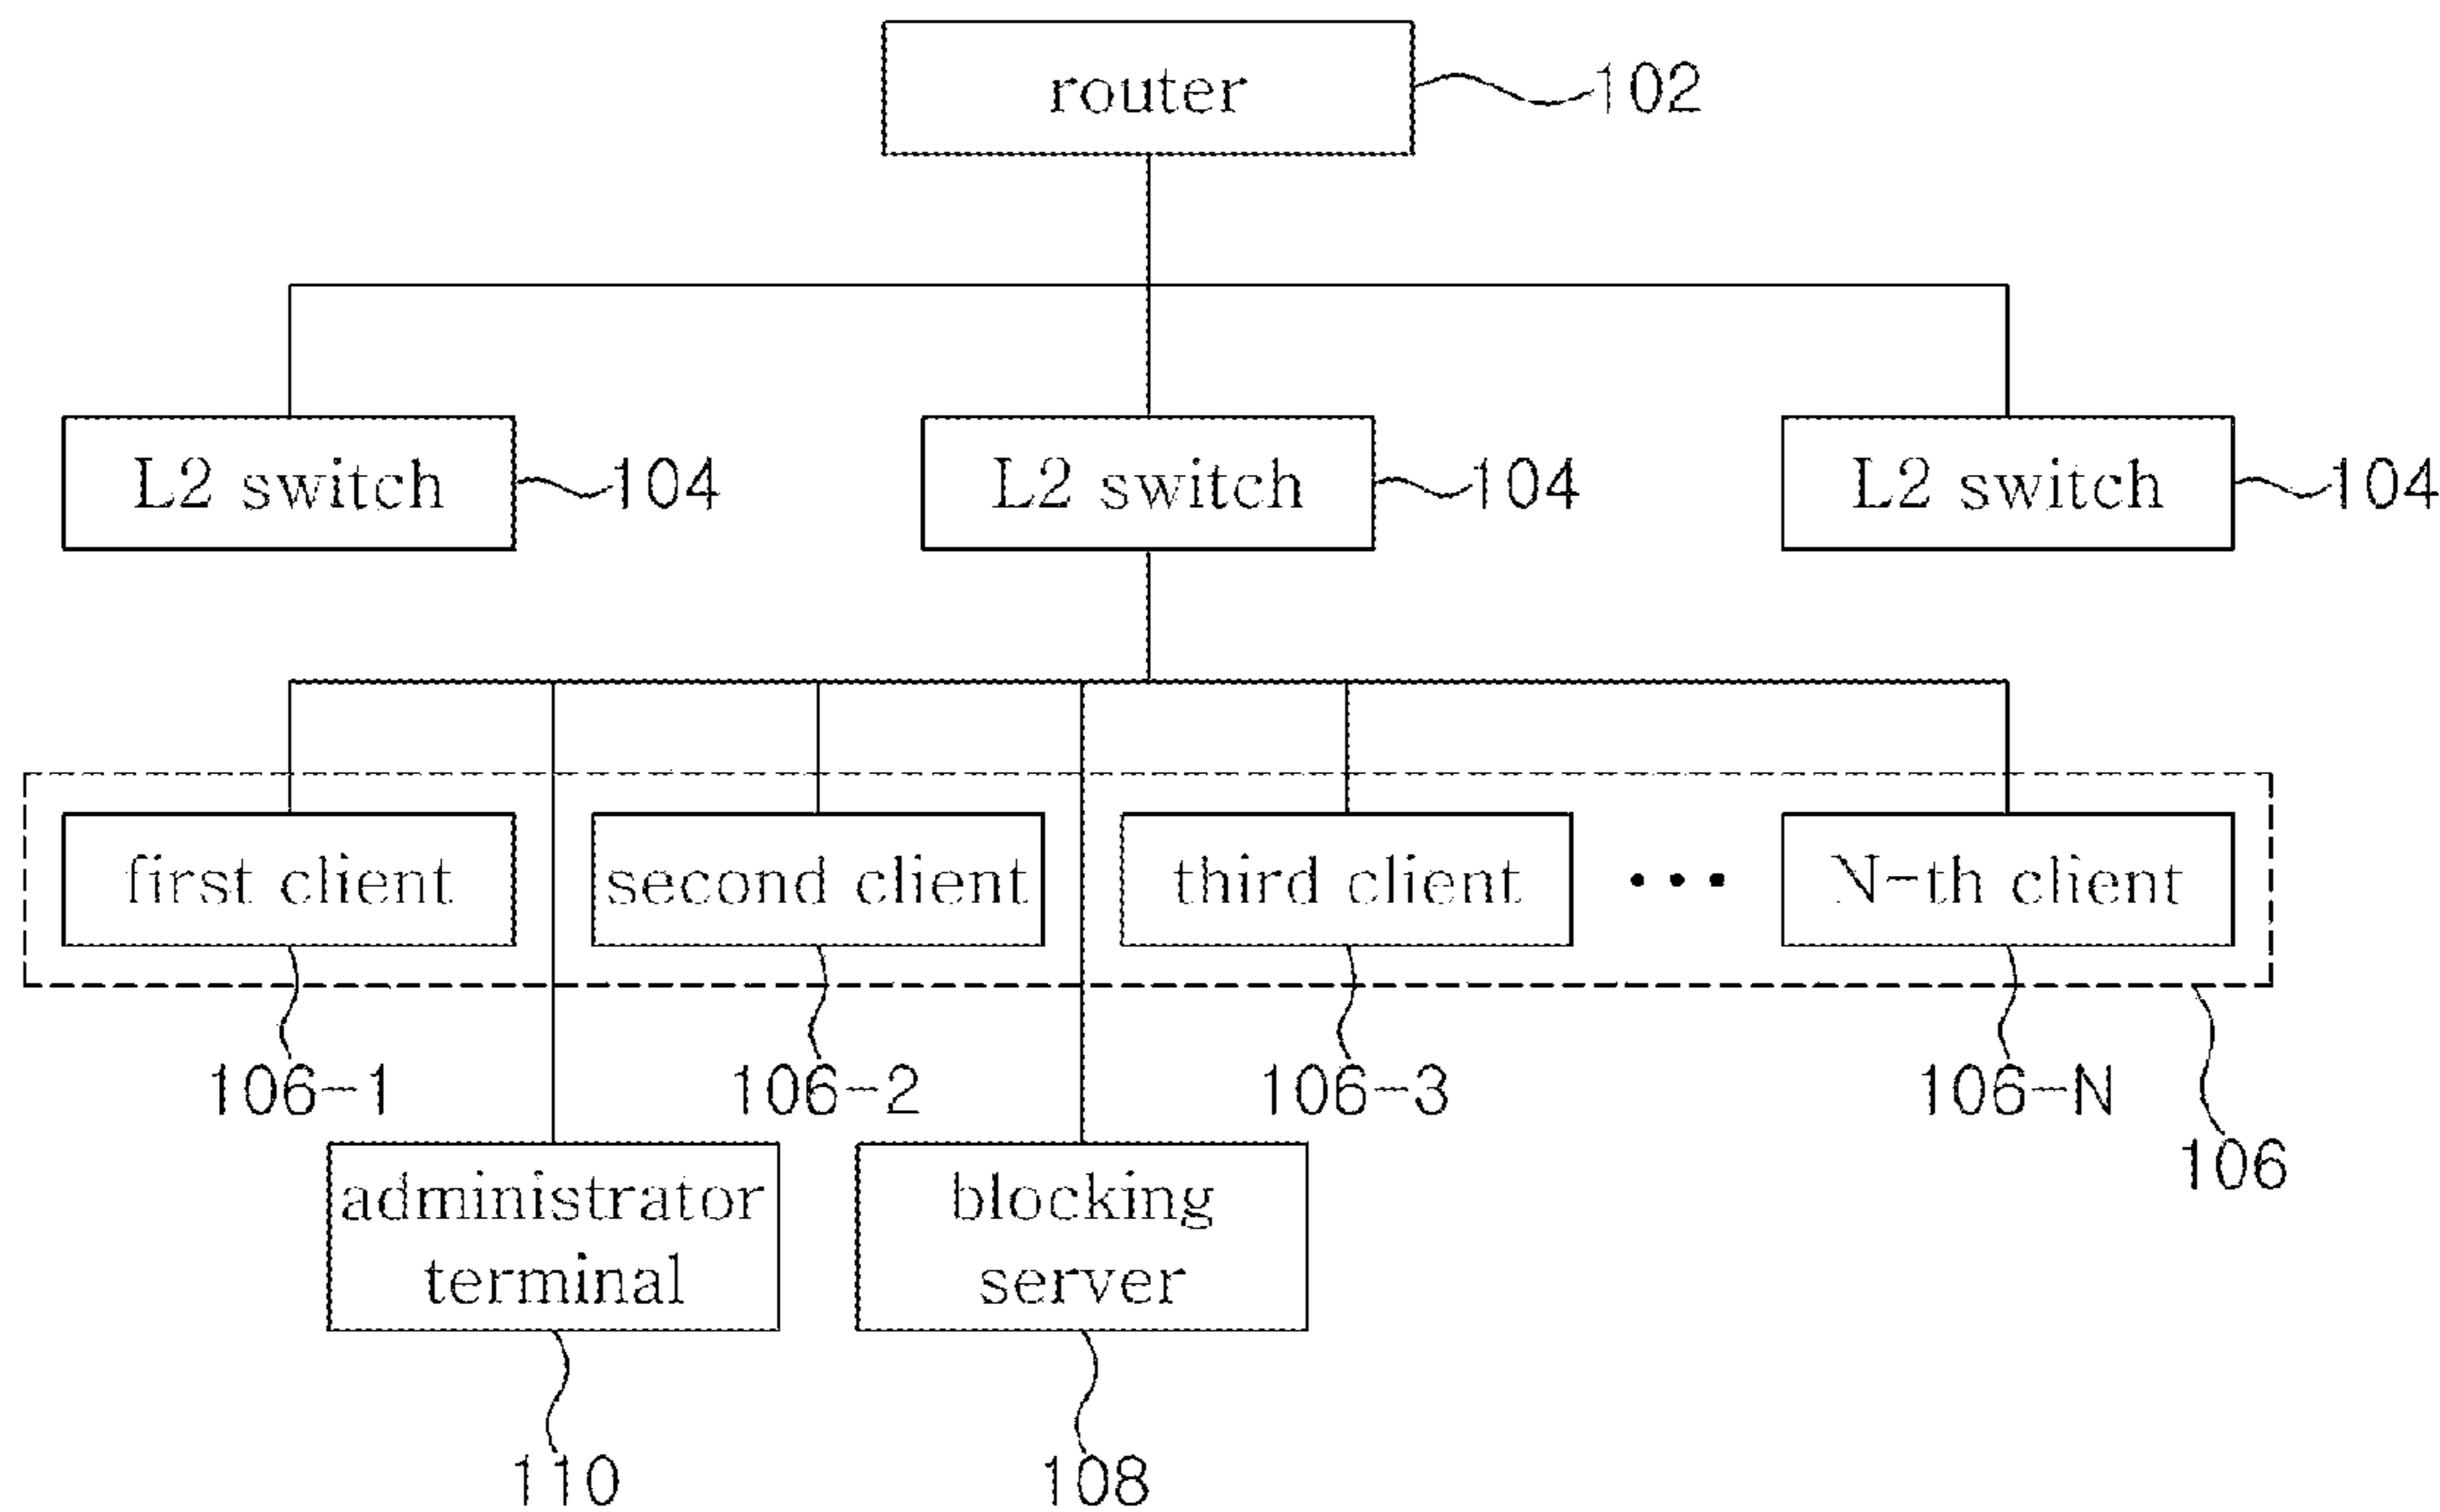 router
102
L2 switch
104
L2 switch
104
L2 switch
104
first client
second client
third client
•••
N-th client
106-1
106-2
106-3
106-N
106
administrator
terminal
blocking
server
110
108